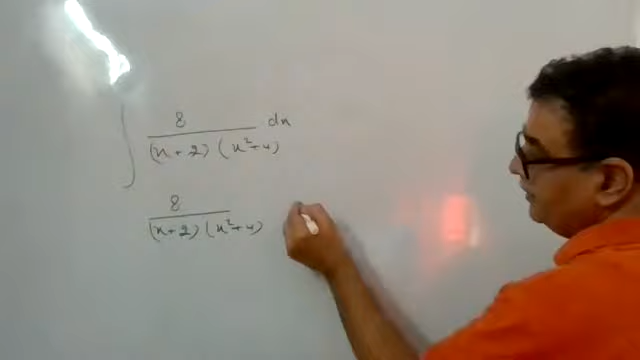 ∫ 8 / (x + 2) (x² + 4) dx
8 / (x + 2) (x² + 4)